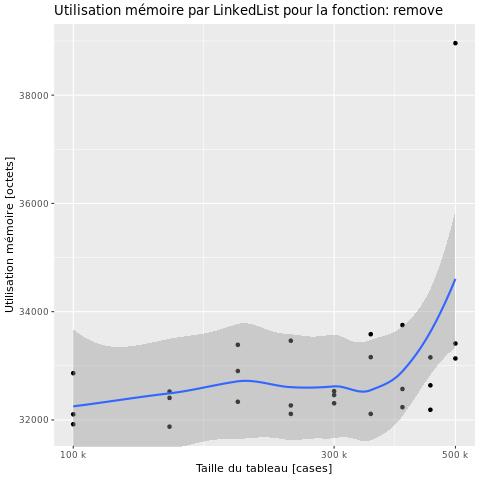 Utilisation mémoire par LinkedList pour la fonction: remove
Utilisation mémoire [octets]
38000
36000
34000
32000
100 k
300 k
500 k
Taille du tableau [cases]